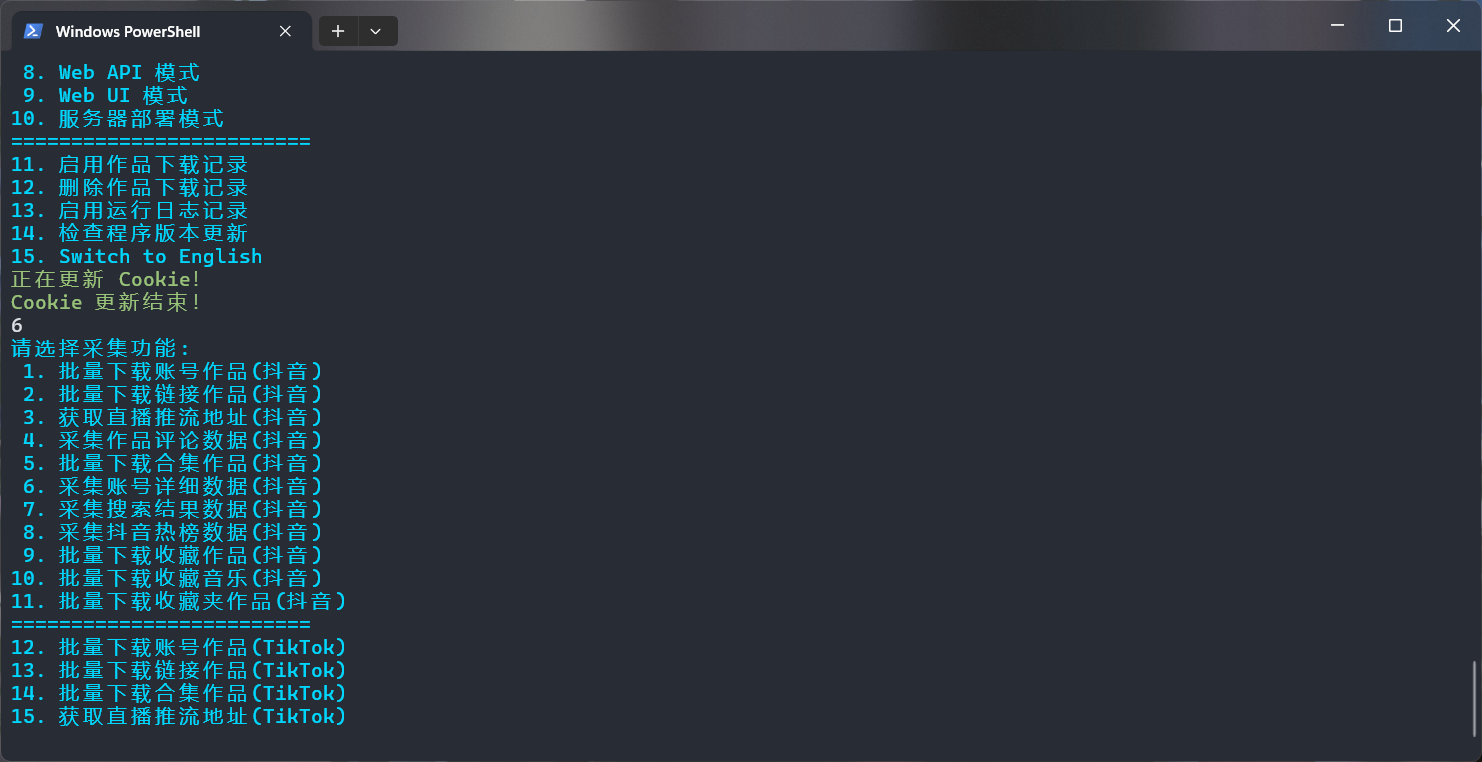 Windows PowerShell
8. Web API 模式
9. Web UI 模式
10. 服务器部署模式
=========================
11. 启用作品下载记录
12. 删除作品下载记录
13. 启用运行日志记录
14. 检查程序版本更新
15. Switch to English
正在更新 Cookie!
Cookie 更新结束!
6
请选择采集功能:
1. 批量下载账号作品(抖音)
2. 批量下载链接作品(抖音)
3. 获取直播推流地址(抖音)
4. 采集作品评论数据(抖音)
5. 批量下载合集作品(抖音)
6. 采集账号详细数据(抖音)
7. 采集搜索结果数据(抖音)
8. 采集抖音热榜数据(抖音)
9. 批量下载收藏作品(抖音)
10. 批量下载收藏音乐(抖音)
11. 批量下载收藏夹作品(抖音)
=========================
12. 批量下载账号作品(TikTok)
13. 批量下载链接作品(TikTok)
14. 批量下载合集作品(TikTok)
15. 获取直播推流地址(TikTok)